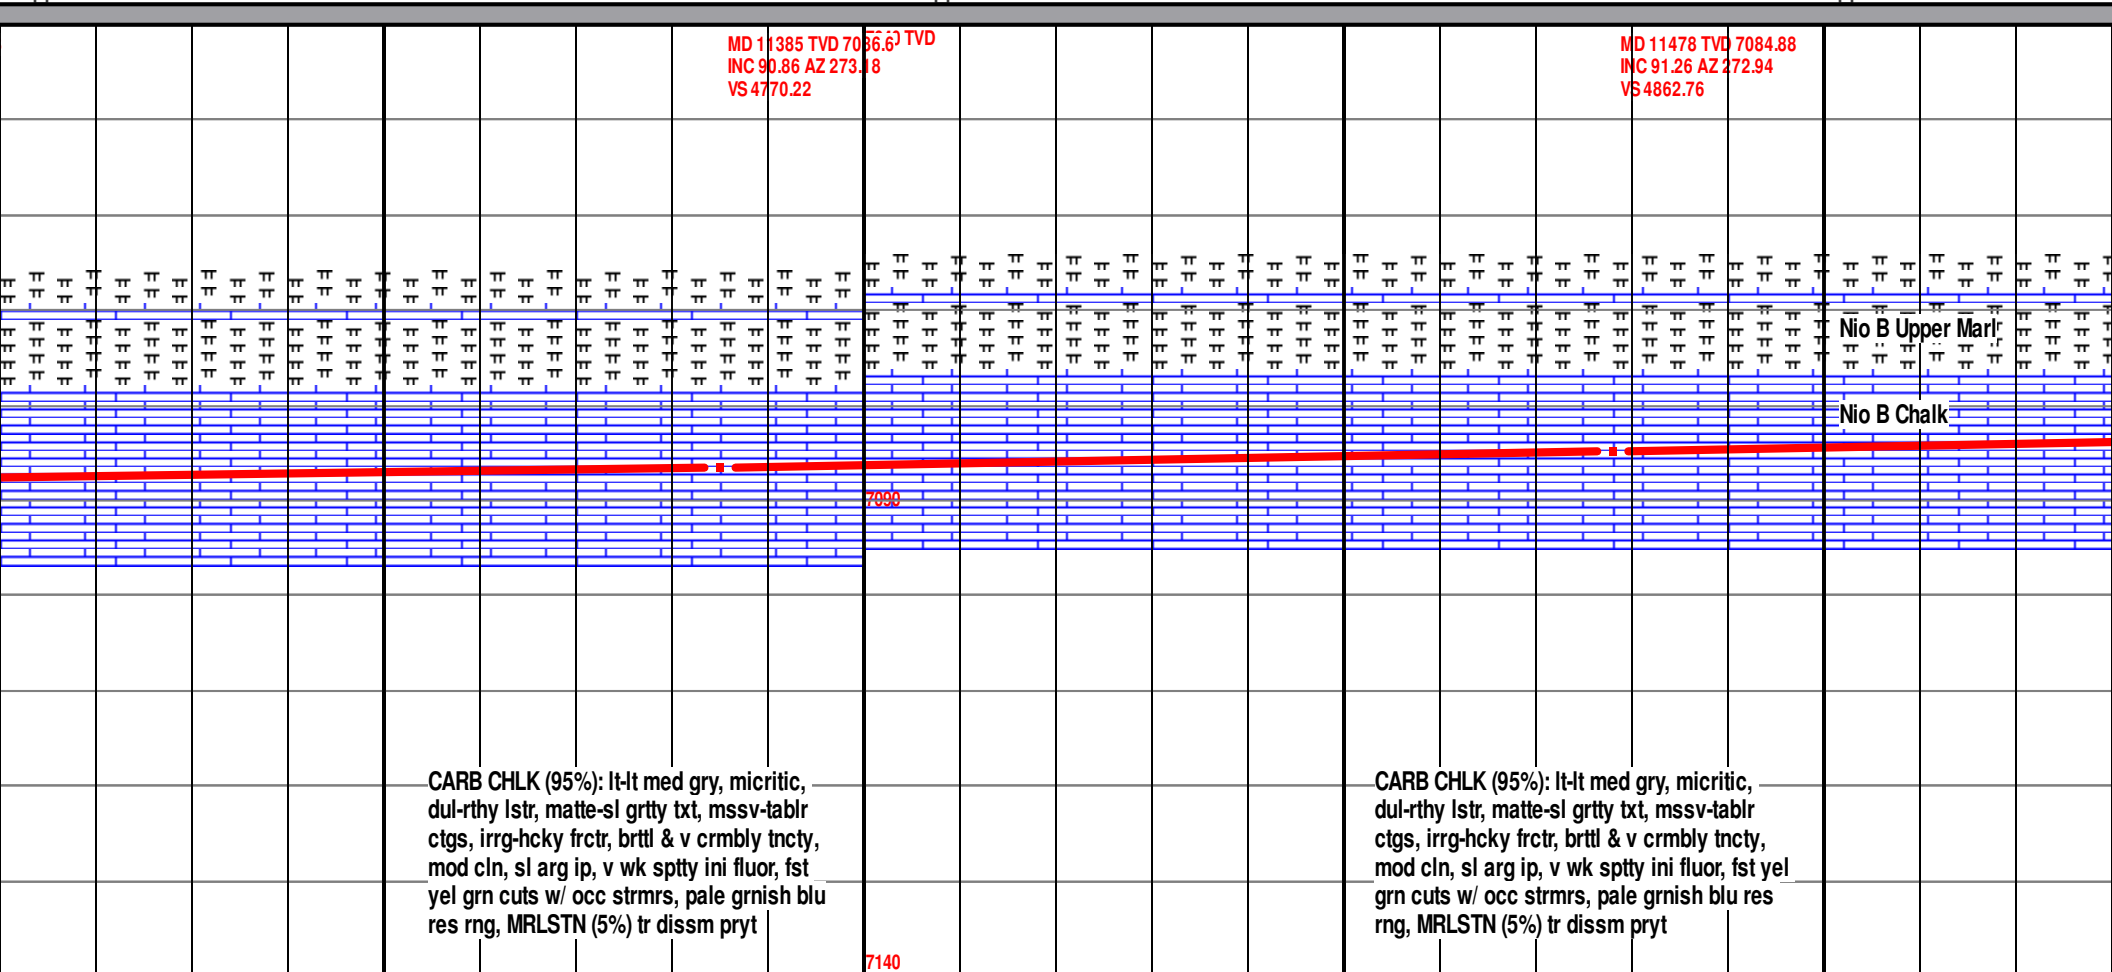 MD 11385 TVD 7086.6
INC 90.86 AZ 273.18
VS 4770.22
TVD
MD 11478 TVD 7084.88
INC 91.26 AZ 272.94
VS 4862.76
Nio B Upper Marl
Nio B Chalk
7090
CARB CHLK (95%): lt-lt med gry, micritic,
dul-rthy lstr, matte-sl grtty txt, mssv-tablr
ctgs, irrg-hcky frctr, brttl & v crmbly tncty,
mod cln, sl arg ip, v wk sptty ini fluor, fst
yel grn cuts w/ occ strmrs, pale grnish blu
res rng, MRLSTN (5%) tr dissm pryt
CARB CHLK (95%): lt-lt med gry, micritic,
dul-rthy lstr, matte-sl grtty txt, mssv-tablr
ctgs, irrg-hcky frctr, brttl & v crmbly tncty,
mod cln, sl arg ip, v wk sptty ini fluor, fst yel
grn cuts w/ occ strmrs, pale grnish blu res
rng, MRLSTN (5%) tr dissm pryt
7140